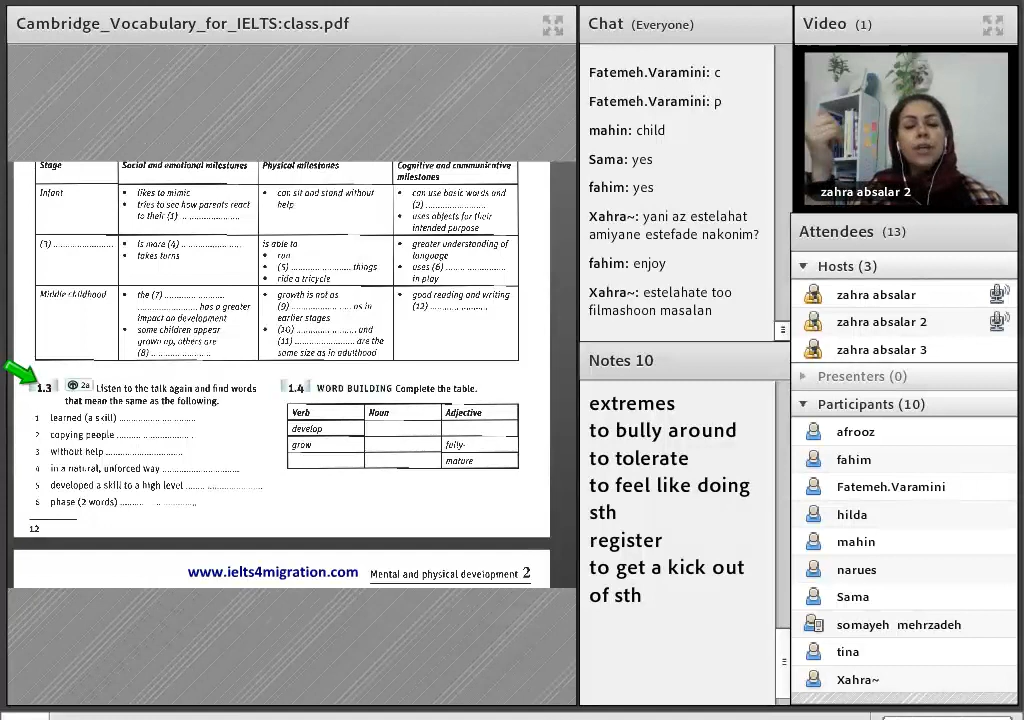 Cambridge_Vocabulary_for_IELTS:class.pdf
Stage Social and emotional milestones Physical milestones Cognitive and communicative milestones
Infant
• likes to mimic
• tries to see how parents react to their (1) ....................
• can sit and stand without help
• can use basic words and (2) ....................
• uses objects for their intended purpose
(3) ....................
• is more (4) ....................
• takes turns
is able to
• run
• (5) .................... things
• ride a tricycle
• greater understanding of language
• uses (6) .................... in play
Middle childhood
• the (7) .................... .................... has a greater impact on development
• some children appear grown up, others are (8) ....................
• growth is not as (9) .................... as in earlier stages
• (10) .................... and (11) .................... are the same size as in adulthood
• good reading and writing (12) ....................
1.3 2a Listen to the talk again and find words
that mean the same as the following.
1 learned (a skill) ....................
2 copying people ....................
3 without help ....................
4 in a natural, unforced way ....................
5 developed a skill to a high level ....................
6 phase (2 words) .......... ....................
12
1.4 WORD BUILDING Complete the table.
Verb Noun Adjective
develop
grow fully-
mature
www.ielts4migration.com Mental and physical development 2
Chat (Everyone)
Fatemeh.Varamini: c
Fatemeh.Varamini: p
mahin: child
Sama: yes
fahim: yes
Xahra~: yani az estelahat
amiyane estefade nakonim?
fahim: enjoy
Xahra~: estelahate too
filmashoon masalan
Notes 10
extremes
to bully around
to tolerate
to feel like doing
sth
register
to get a kick out
of sth
Video (1)
zahra absalar 2
Attendees (13)
Hosts (3)
zahra absalar
zahra absalar 2
zahra absalar 3
Presenters (0)
Participants (10)
afrooz
fahim
Fatemeh.Varamini
hilda
mahin
narues
Sama
somayeh mehrzadeh
tina
Xahra~